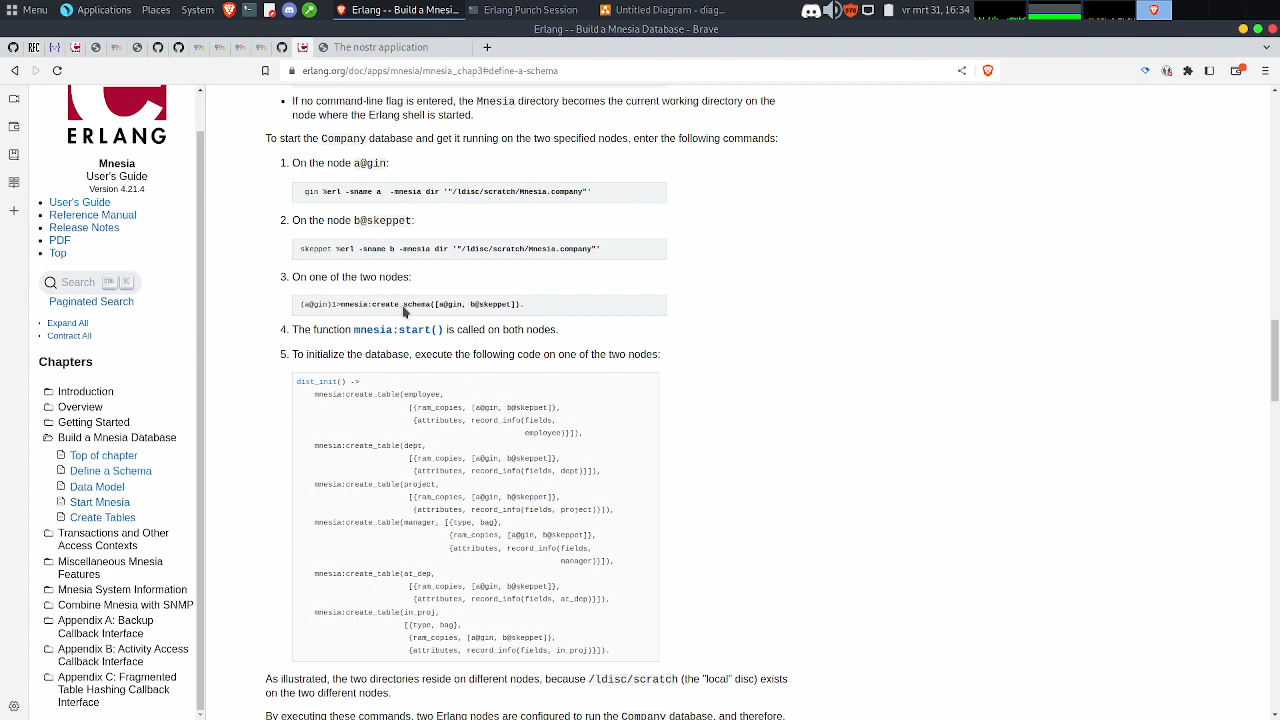 Menu Applications Places System Erlang -- Build a Mnesi... Erlang Punch Session Untitled Diagram - diag... vr mrt 31, 16:34
Erlang -- Build a Mnesia Database - Brave
The nostr application
erlang.org/doc/apps/mnesia/mnesia_chap3#define-a-schema
ERLANG
Mnesia
User's Guide
Version 4.21.4
User's Guide
Reference Manual
Release Notes
PDF
Top
Search Ctrl K
Paginated Search
Expand All
Contract All
Chapters
Introduction
Overview
Getting Started
Build a Mnesia Database
Top of chapter
Define a Schema
Data Model
Start Mnesia
Create Tables
Transactions and Other
Access Contexts
Miscellaneous Mnesia
Features
Mnesia System Information
Combine Mnesia with SNMP
Appendix A: Backup
Callback Interface
Appendix B: Activity Access
Callback Interface
Appendix C: Fragmented
Table Hashing Callback
Interface
• If no command-line flag is entered, the Mnesia directory becomes the current working directory on the
node where the Erlang shell is started.
To start the Company database and get it running on the two specified nodes, enter the following commands:
1. On the node a@gin:
gin %erl -sname a  -mnesia dir '"/ldisc/scratch/Mnesia.company"'
2. On the node b@skeppet:
skeppet %erl -sname b -mnesia dir '"/ldisc/scratch/Mnesia.company"'
3. On one of the two nodes:
(a@gin)1>mnesia:create_schema([a@gin, b@skeppet]).
4. The function mnesia:start() is called on both nodes.
5. To initialize the database, execute the following code on one of the two nodes:
dist_init() ->
mnesia:create_table(employee,
[{ram_copies, [a@gin, b@skeppet]},
{attributes, record_info(fields,
employee)}]),
mnesia:create_table(dept,
[{ram_copies, [a@gin, b@skeppet]},
{attributes, record_info(fields, dept)}]),
mnesia:create_table(project,
[{ram_copies, [a@gin, b@skeppet]},
{attributes, record_info(fields, project)}]),
mnesia:create_table(manager, [{type, bag},
{ram_copies, [a@gin, b@skeppet]},
{attributes, record_info(fields,
manager)}]),
mnesia:create_table(at_dep,
[{ram_copies, [a@gin, b@skeppet]},
{attributes, record_info(fields, at_dep)}]),
mnesia:create_table(in_proj,
[{type, bag},
{ram_copies, [a@gin, b@skeppet]},
{attributes, record_info(fields, in_proj)}]).
As illustrated, the two directories reside on different nodes, because /ldisc/scratch (the "local" disc) exists
on the two different nodes.
By executing these commands, two Erlang nodes are configured to run the Company database, and therefore,